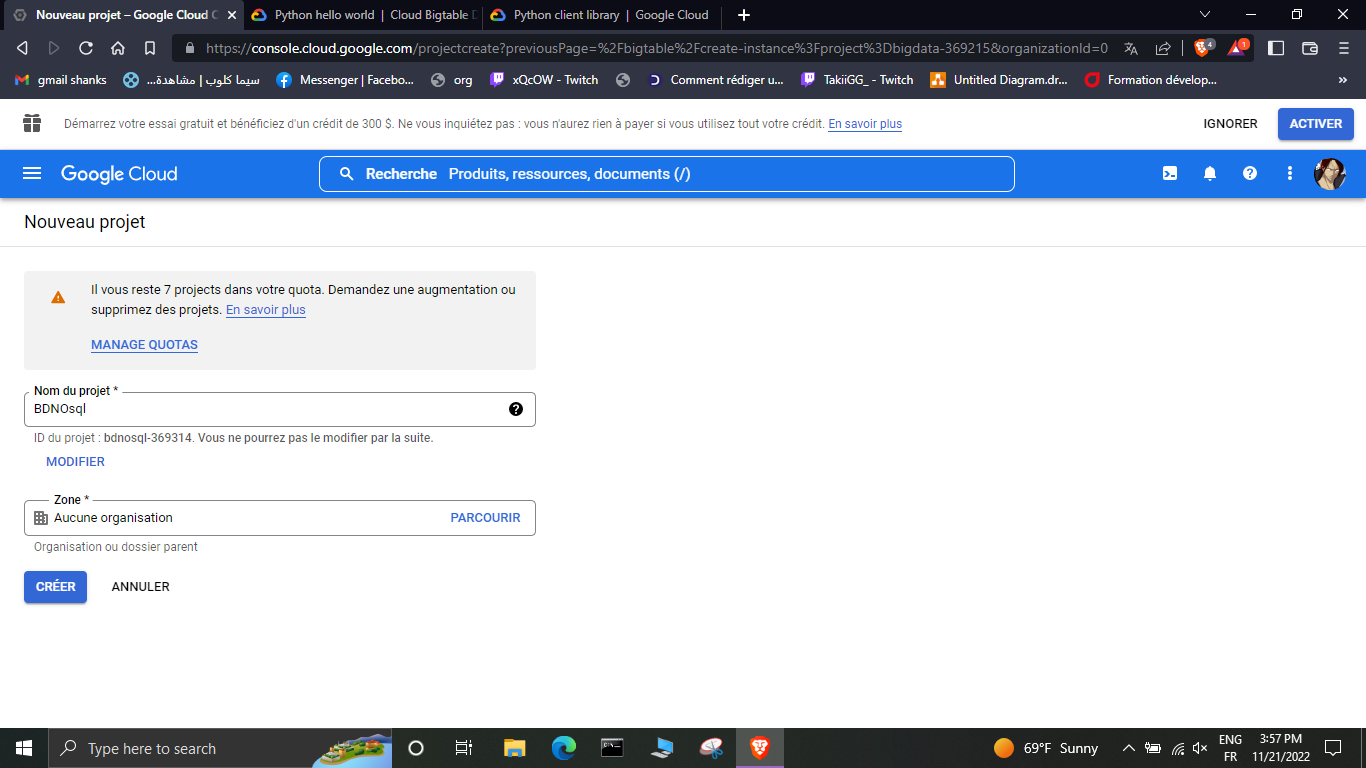 Nouveau projet – Google Cloud C
Python hello world | Cloud Bigtable D
Python client library | Google Cloud
https://console.cloud.google.com/projectcreate?previousPage=%2Fbigtable%2Fcreate-instance%3Fproject%3Dbigdata-369215&organizationId=0
4
1
gmail shanks
سيما كلوب | مشاهدة...
Messenger | Facebo...
org
xQcOW - Twitch
Comment rédiger u...
TakiiGG_ - Twitch
Untitled Diagram.dr...
Formation dévelop...
»
Démarrez votre essai gratuit et bénéficiez d'un crédit de 300 $. Ne vous inquiétez pas : vous n'aurez rien à payer si vous utilisez tout votre crédit. En savoir plus
IGNORER
ACTIVER
Google Cloud
Recherche Produits, ressources, documents (/)
Nouveau projet
Il vous reste 7 projects dans votre quota. Demandez une augmentation ou
supprimez des projets. En savoir plus
MANAGE QUOTAS
Nom du projet *
BDNOsql
ID du projet : bdnosql-369314. Vous ne pourrez pas le modifier par la suite.
MODIFIER
Zone *
Aucune organisation
PARCOURIR
Organisation ou dossier parent
CRÉER
ANNULER
Type here to search
69°F Sunny
ENG
FR
3:57 PM
11/21/2022